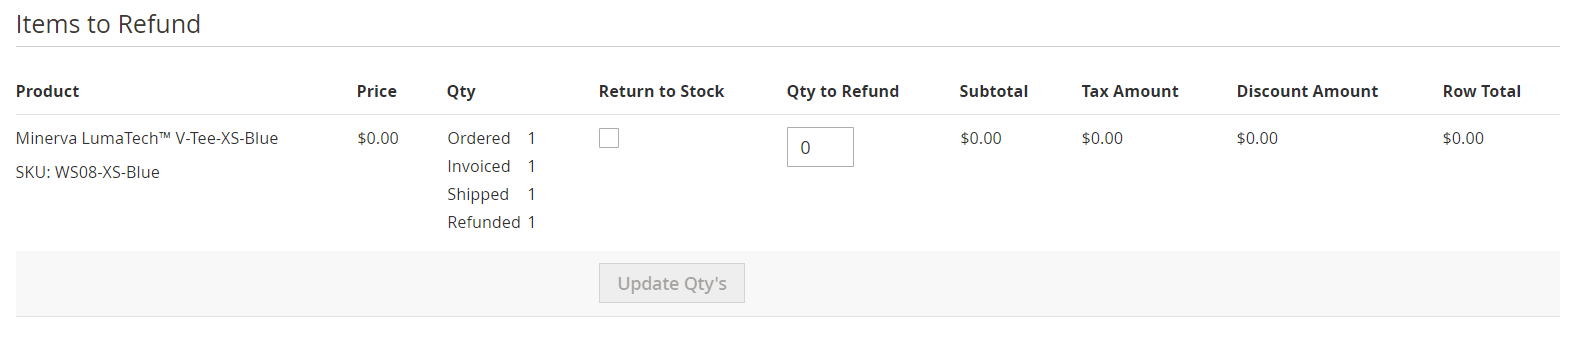 Items to Refund
Product Price Qty Return to Stock Qty to Refund Subtotal Tax Amount Discount Amount Row Total
Minerva LumaTech™ V-Tee-XS-Blue $0.00 Ordered 1 0 $0.00 $0.00 $0.00 $0.00
SKU: WS08-XS-Blue Invoiced 1
Shipped 1
Refunded 1
Update Qty's